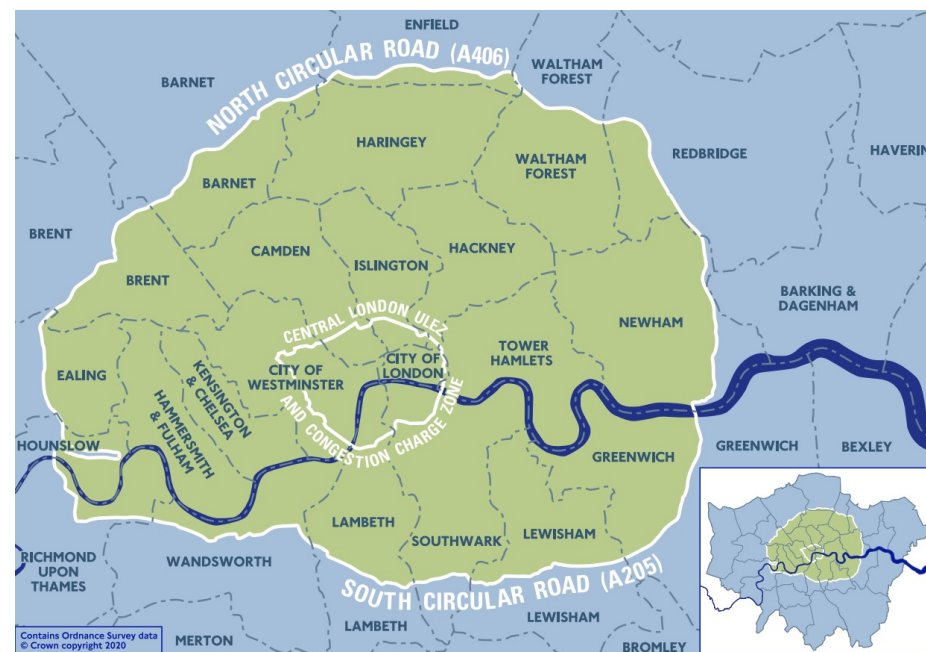 ENFIELD
NORTH CIRCULAR ROAD (A406)
BARNET
WALTHAM
FOREST
HARINGEY
REDBRIDGE
HAVERIN
WALTHAM
FOREST
BARNET
BRENT
CAMDEN
HACKNEY
ISLINGTON
BRENT
BARKING &
DAGENHAM
NEWHAM
CENTRAL LONDON ULEZ
AND CONGESTION CHARGE ZONE
TOWER
HAMLETS
CITY OF
LONDON
CITY OF
WESTMINSTER
EALING
KENSINGTON
& CHELSEA
HAMMERSMITH
& FULHAM
HOUNSLOW
GREENWICH
GREENWICH
BEXLEY
LAMBETH
SOUTHWARK
LEWISHAM
WANDSWORTH
RICHMOND
UPON
THAMES
SOUTH CIRCULAR ROAD (A205)
LEWISHAM
LAMBETH
MERTON
BROMLEY
Contains Ordnance Survey data
© Crown copyright 2020